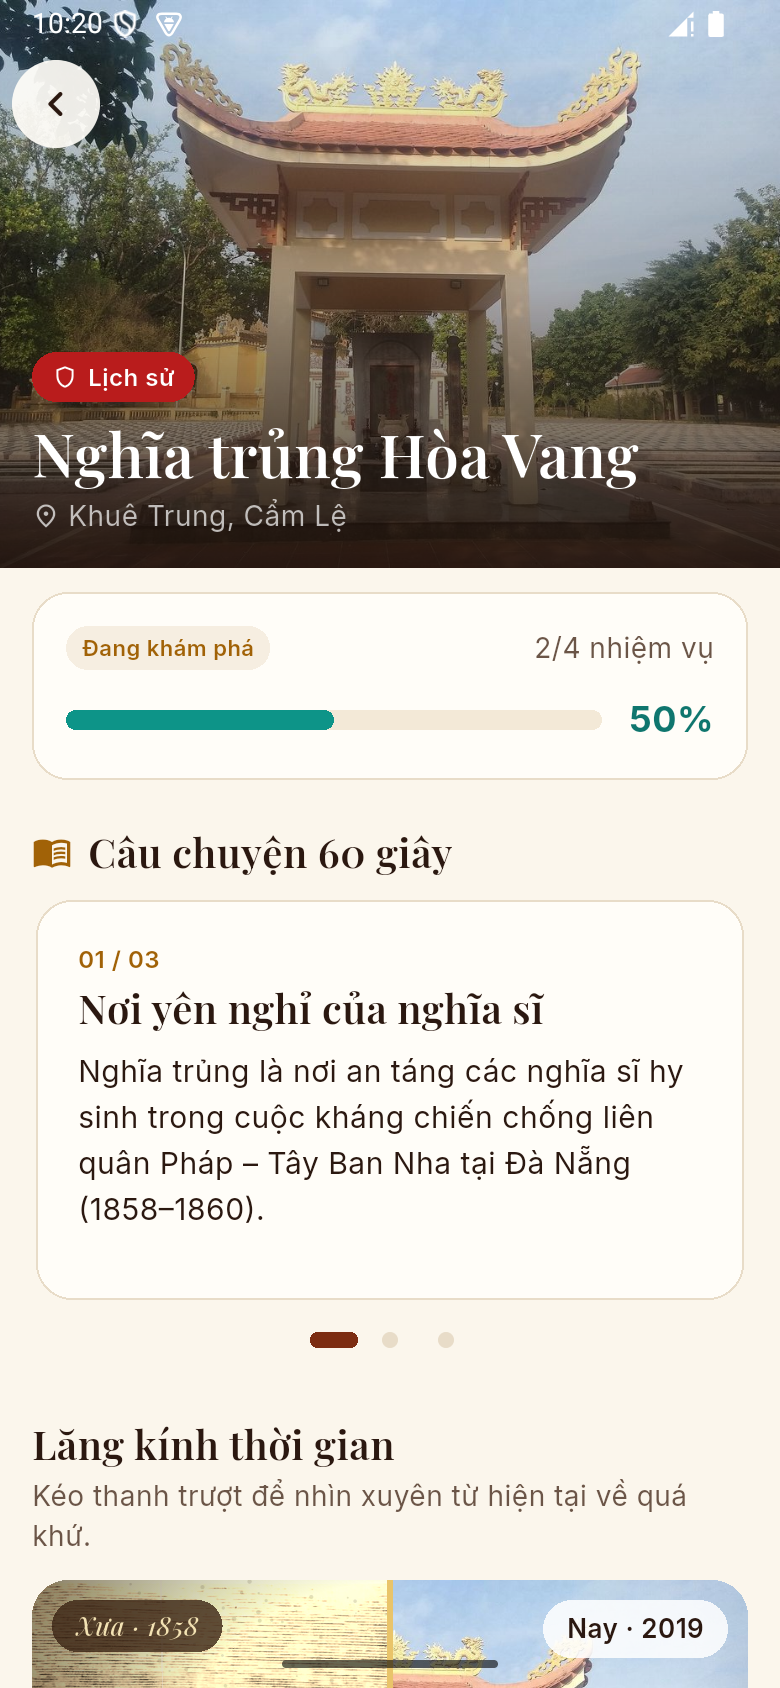 10:20
Lịch sử
Nghĩa trủng Hòa Vang
Khuê Trung, Cẩm Lệ
Đang khám phá
2/4 nhiệm vụ
50%
Câu chuyện 60 giây
01 / 03
Nơi yên nghỉ của nghĩa sĩ
Nghĩa trủng là nơi an táng các nghĩa sĩ hy
sinh trong cuộc kháng chiến chống liên
quân Pháp – Tây Ban Nha tại Đà Nẵng
(1858–1860).
Lăng kính thời gian
Kéo thanh trượt để nhìn xuyên từ hiện tại về quá
khứ.
Xưa · 1858
Nay · 2019